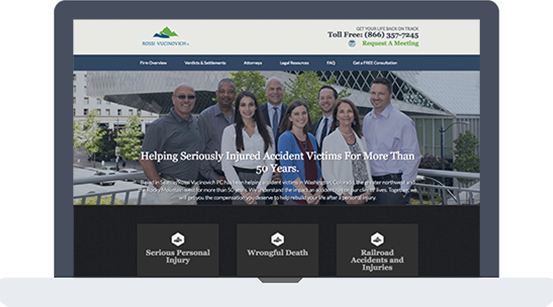 GET YOUR LIFE BACK ON TRACK
Toll Free: (866) 357-7245
ROSSI VUCINOVICH
Request A Meeting
Firm Overview Verdicts & Settlements Attorneys Legal Resources FAQ Get a FREE Consultation
Helping Seriously Injured Accident Victims For More Than
50 Years.
Based in Seattle, Rossi Vucinovich PC has been helping accident victims in Washington, Colorado, the greater northwest and
Rocky Mountain west for more than 50 years. We understand the impact an accident has on our clients' lives. Together, we
will get you the compensation you deserve to help rebuild your life after a personal injury.
Serious Personal
Injury
Wrongful Death
Railroad
Accidents and
Injuries